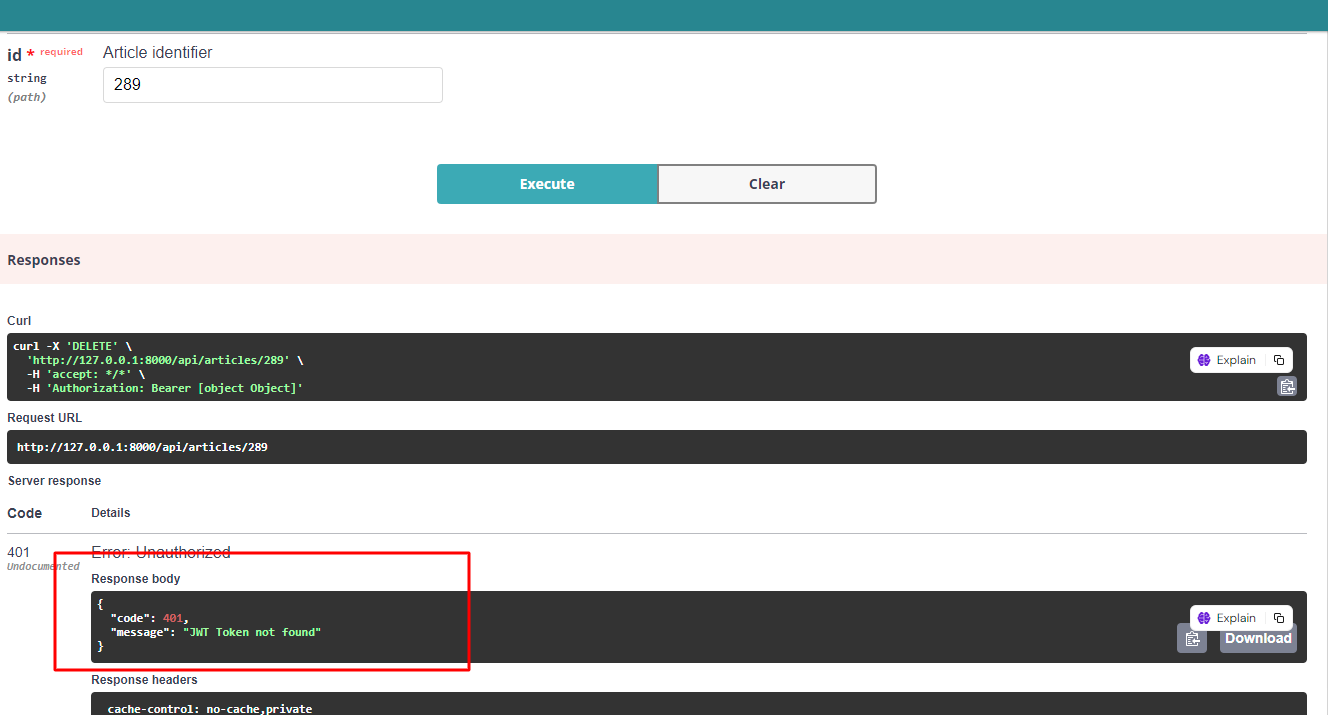 id * required
Article identifier
string
(path)
289
Execute
Clear
Responses
Curl
curl -X 'DELETE' \
'http://127.0.0.1:8000/api/articles/289' \
-H 'accept: */*' \
-H 'Authorization: Bearer [object Object]'
Explain
Request URL
http://127.0.0.1:8000/api/articles/289
Server response
Code
Details
401
Undocumented
Error: Unauthorized
Response body
{
"code": 401,
"message": "JWT Token not found"
}
Explain
Download
Response headers
cache-control: no-cache,private